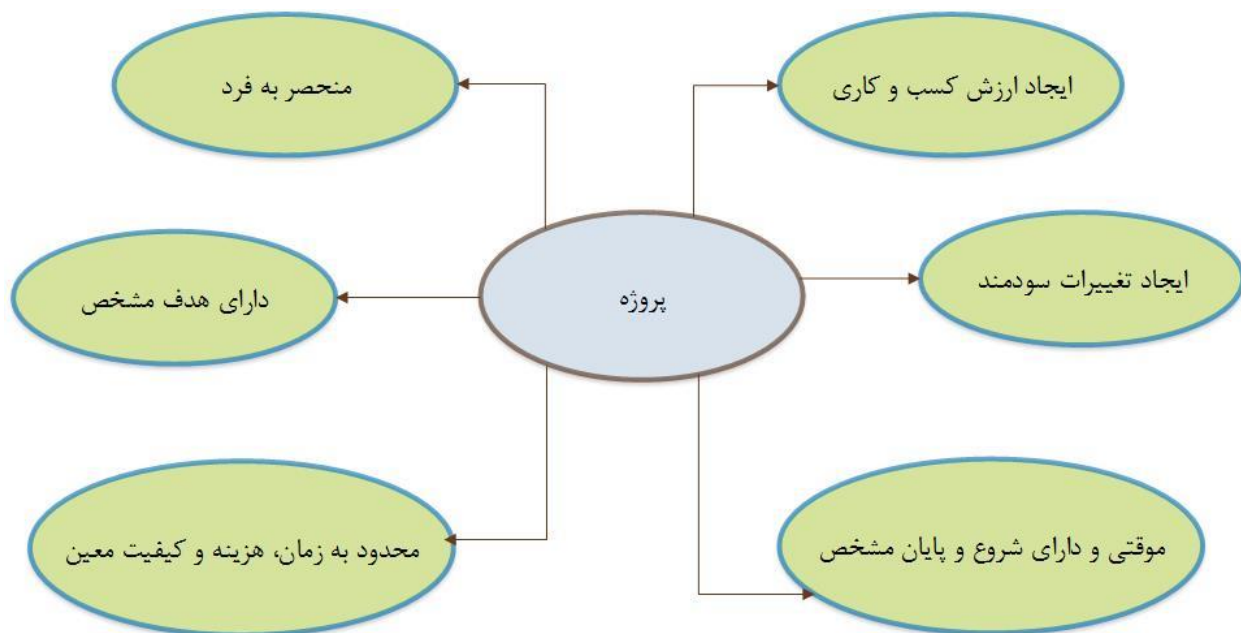 ایجاد ارزش کسب و کاری
منحصر به فرد
ایجاد تغییرات سودمند
پروژه
دارای هدف مشخص
موقتی و دارای شروع و پایان مشخص
محدود به زمان، هزینه و کیفیت معین